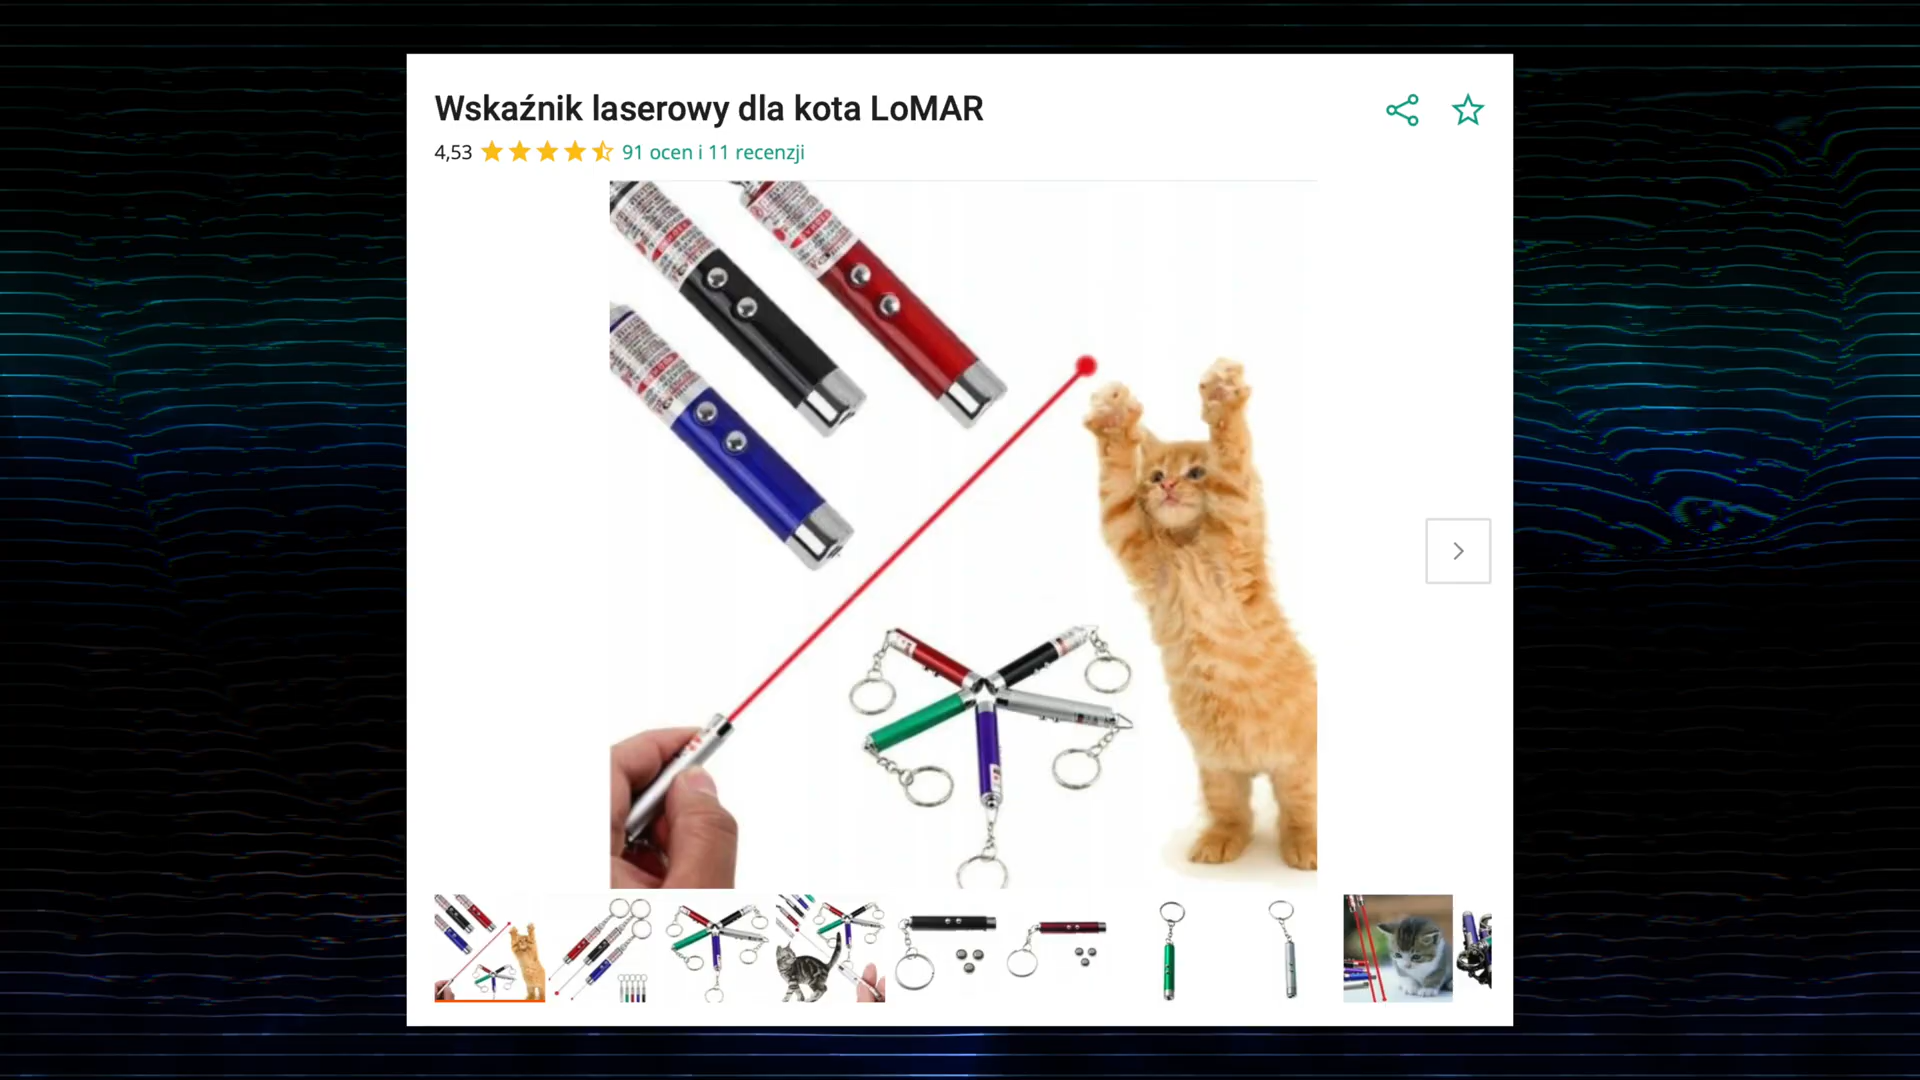 Wskaźnik laserowy dla kota LoMAR
4,53 91 ocen i 11 recenzji